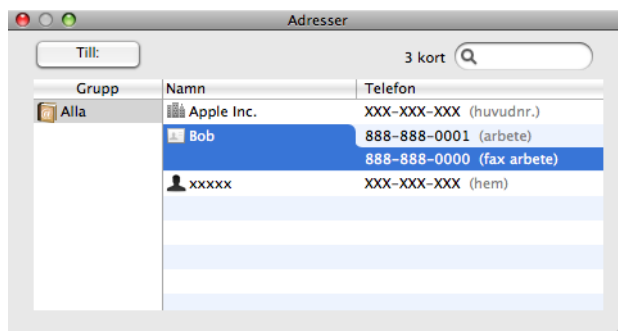 Adresser
Till:
3 kort
Grupp Namn Telefon
Alla Apple Inc. XXX-XXX-XXX (huvudnr.)
Bob 888-888-0001 (arbete)
888-888-0000 (fax arbete)
xxxxx XXX-XXX-XXX (hem)